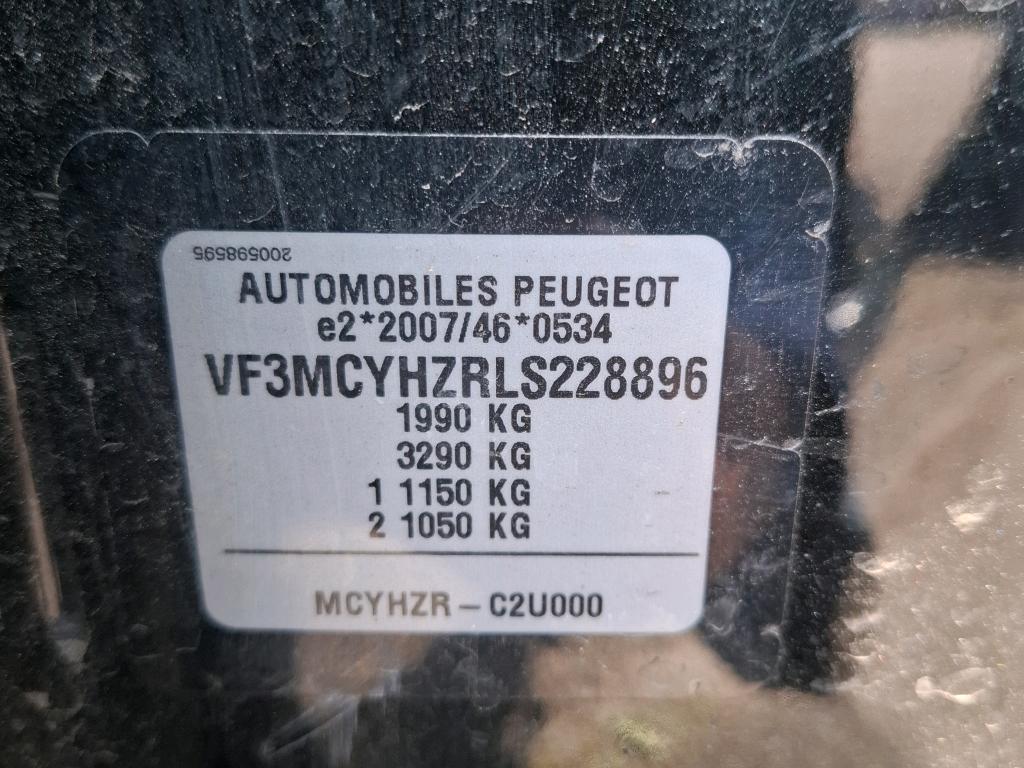 200598595
AUTOMOBILES PEUGEOT
e2*2007/46*0534
VF3MCYHZRLS228896
1990 KG
3290 KG
1 1150 KG
2 1050 KG
MCYHZR – C2U000